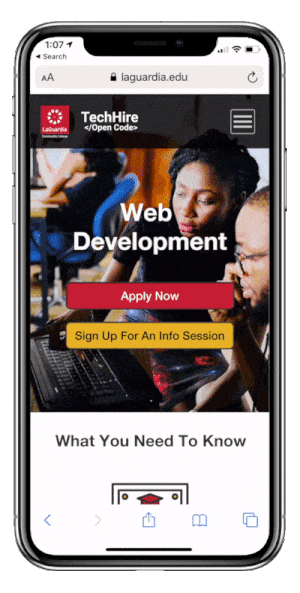 1:07
Search
AA
laguardia.edu
LaGuardia
Community College
TechHire
</Open Code>
Web
Development
Apply Now
Sign Up For An Info Session
What You Need To Know